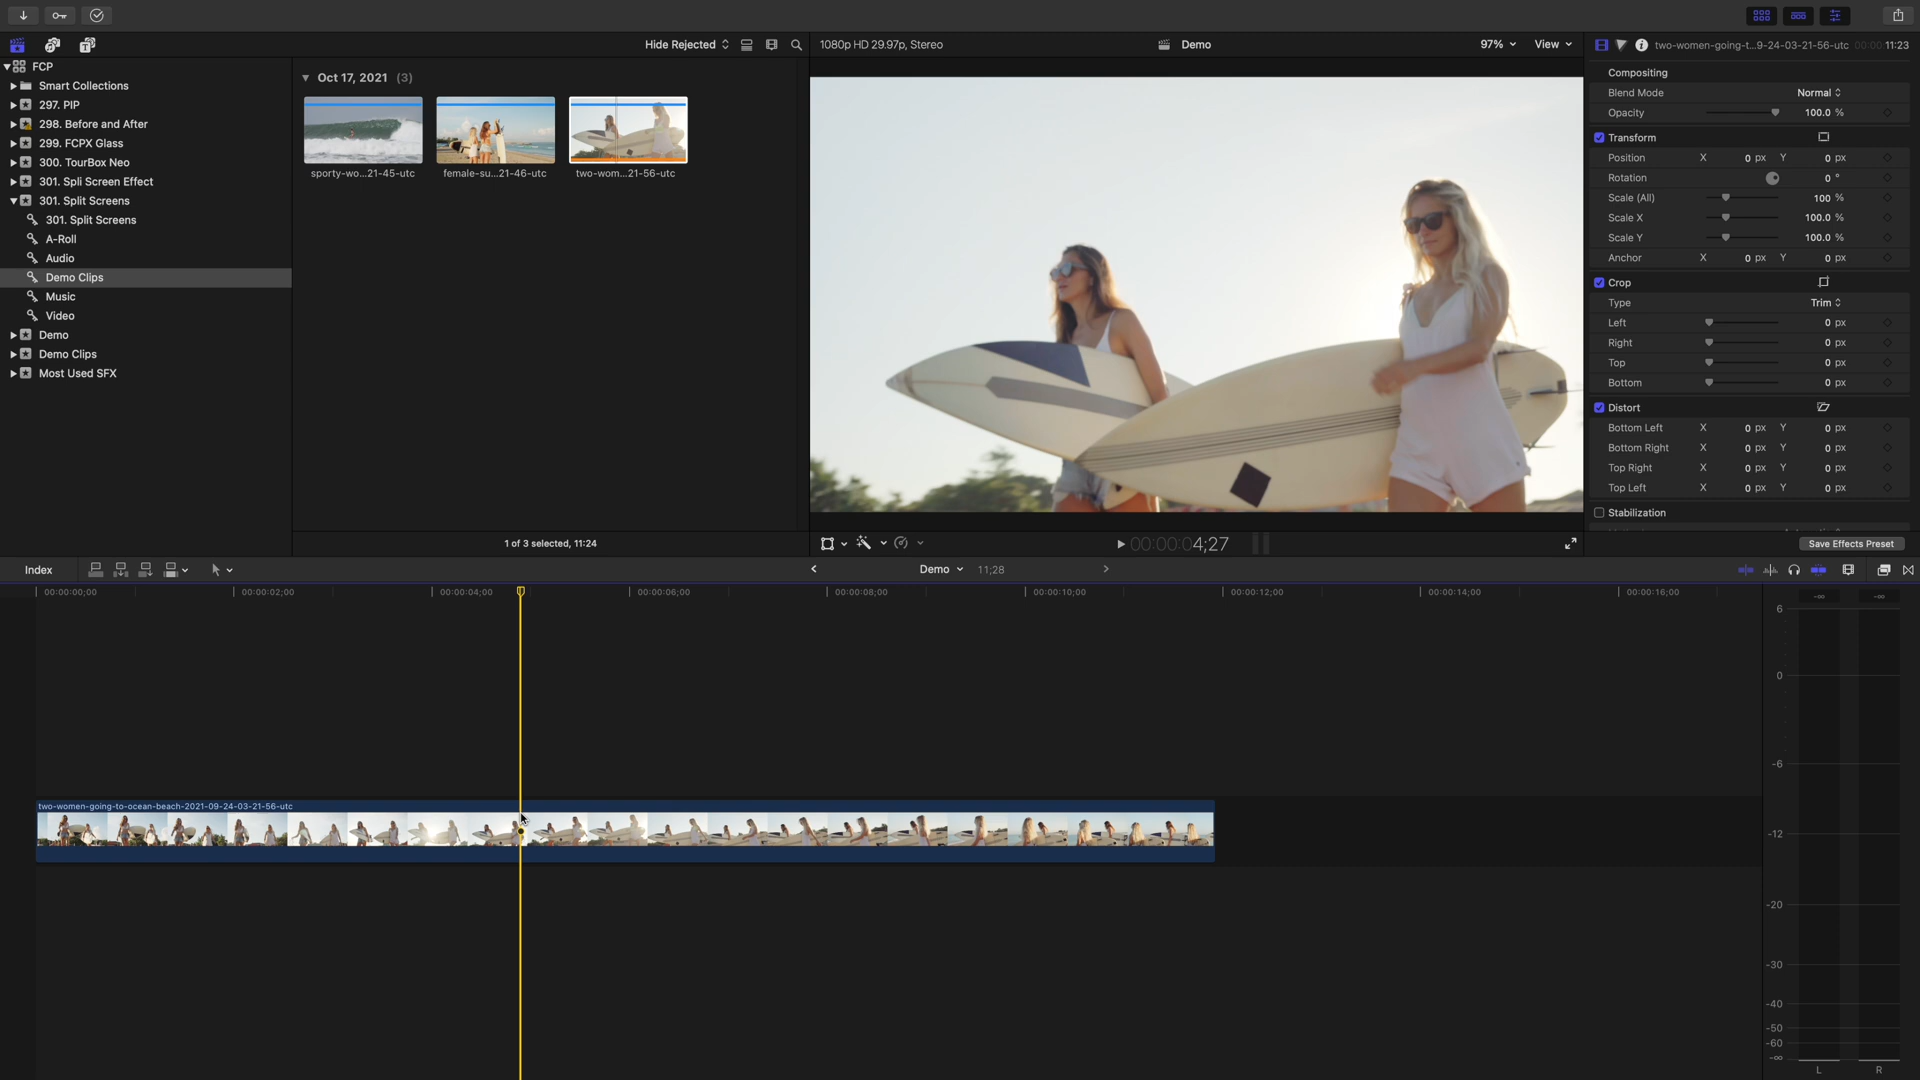 Hide Rejected
1080p HD 29.97p, Stereo
Demo
97%
View
two-women-going-t...9-24-03-21-56-utc
00:00:11:23
FCP
Smart Collections
297. PIP
298. Before and After
299. FCPX Glass
300. TourBox Neo
301. Spli Screen Effect
301. Split Screens
301. Split Screens
A-Roll
Audio
Demo Clips
Music
Video
Demo
Demo Clips
Most Used SFX
Oct 17, 2021 (3)
sporty-wo...21-45-utc
female-su...21-46-utc
two-wom...21-56-utc
1 of 3 selected, 11:24
00:00:04;27
Compositing
Blend Mode Normal
Opacity 100.0 %
Transform
Position X 0 px Y 0 px
Rotation 0 °
Scale (All) 100 %
Scale X 100.0 %
Scale Y 100.0 %
Anchor X 0 px Y 0 px
Crop
Type Trim
Left 0 px
Right 0 px
Top 0 px
Bottom 0 px
Distort
Bottom Left X 0 px Y 0 px
Bottom Right X 0 px Y 0 px
Top Right X 0 px Y 0 px
Top Left X 0 px Y 0 px
Stabilization
Save Effects Preset
Index
Demo 11;28
00:00:00;00 00:00:02;00 00:00:04;00 00:00:06;00 00:00:08;00 00:00:10;00 00:00:12;00 00:00:14;00 00:00:16;00
two-women-going-to-ocean-beach-2021-09-24-03-21-56-utc
-∞ -∞
6
0
-6
-12
-20
-30
-40
-50
-60
-∞
L R